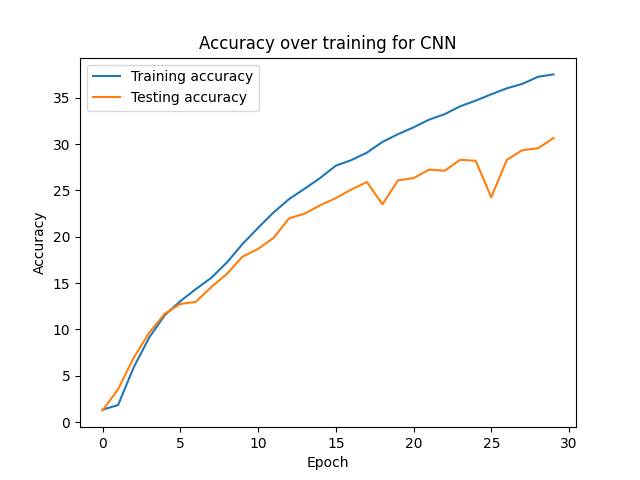 Accuracy over training for CNN
Training accuracy
Testing accuracy
Accuracy
35
30
25
20
15
10
5
0
0 5 10 15 20 25 30
Epoch